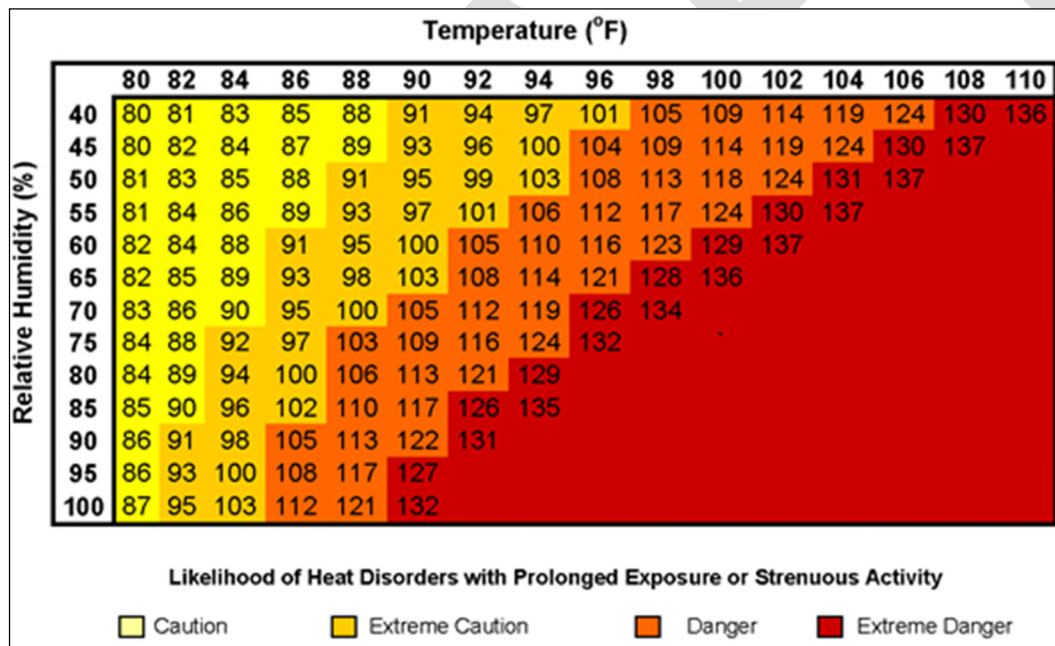 Temperature (°F)
80 82 84 86 88 90 92 94 96 98 100 102 104 106 108 110
Relative Humidity (%)
40 80 81 83 85 88 91 94 97 101 105 109 114 119 124 130 136
45 80 82 84 87 89 93 96 100 104 109 114 119 124 130 137
50 81 83 85 88 91 95 99 103 108 113 118 124 131 137
55 81 84 86 89 93 97 101 106 112 117 124 130 137
60 82 84 88 91 95 100 105 110 116 123 129 137
65 82 85 89 93 98 103 108 114 121 128 136
70 83 86 90 95 100 105 112 119 126 134
75 84 88 92 97 103 109 116 124 132
80 84 89 94 100 106 113 121 129
85 85 90 96 102 110 117 126 135
90 86 91 98 105 113 122 131
95 86 93 100 108 117 127
100 87 95 103 112 121 132
Likelihood of Heat Disorders with Prolonged Exposure or Strenuous Activity
Caution Extreme Caution Danger Extreme Danger